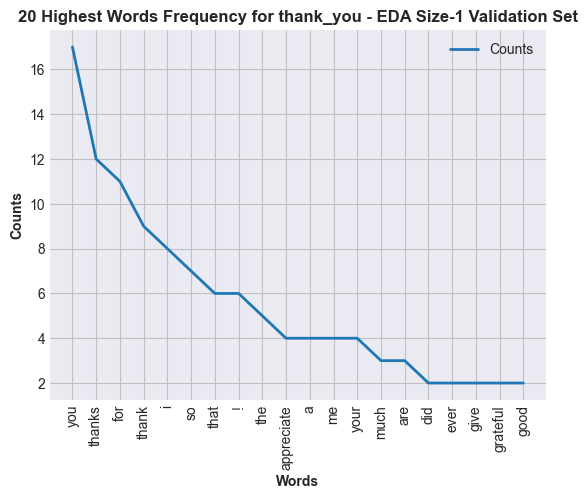 20 Highest Words Frequency for thank_you - EDA Size-1 Validation Set
Counts
16
14
12
10
8
6
4
2
Counts
you
thanks
for
thank
i
so
that
!
the
appreciate
a
me
your
much
are
did
ever
give
grateful
good
Words